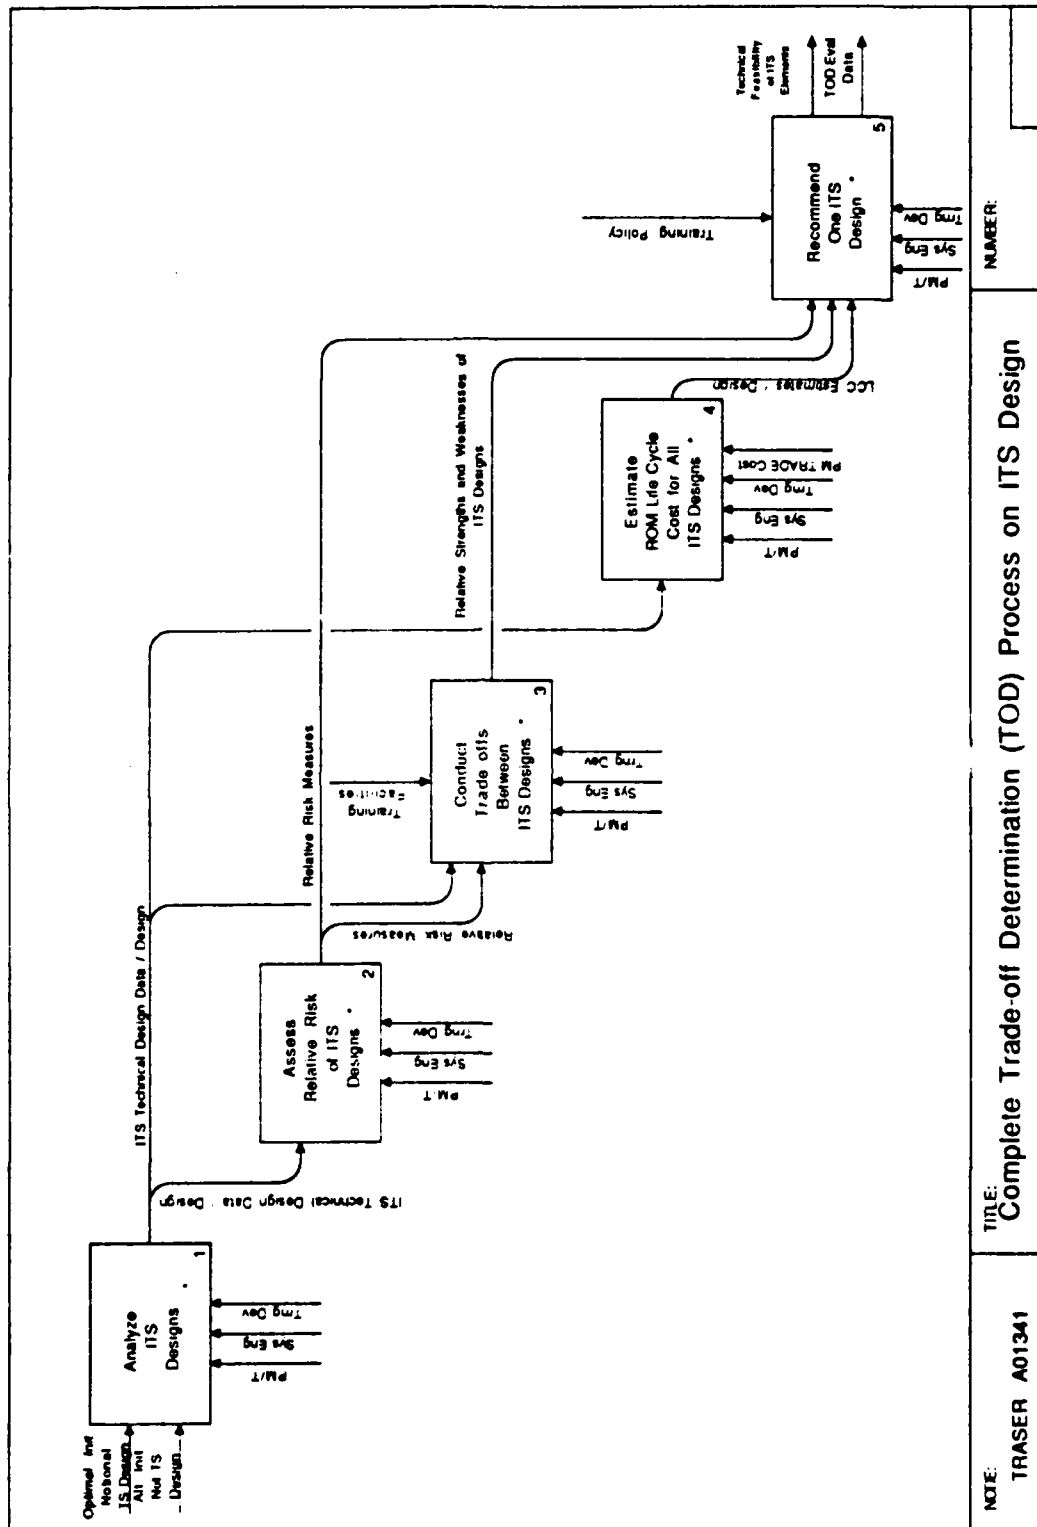 Optimal Init
Notional
TS Design
Alt Init
Not TS
Design
Analyze
ITS
Designs *
1
PM/T
Sys Eng
Trng Dev
ITS Technical Design Data / Design
ITS Technical Design Data / Design
Assess
Relative Risk
of ITS
Designs *
2
PM/T
Sys Eng
Trng Dev
Relative Risk Measures
Relative Risk Measures
Training
Facilities
Conduct
Trade offs
Between
ITS Designs *
3
PM/T
Sys Eng
Trng Dev
Relative Strengths and Weaknesses of
ITS Designs
Estimate
ROM Life Cycle
Cost for All
ITS Designs *
4
PM/T
Sys Eng
Trng Dev
PM TRADE Cost
LCC Estimates / Design
Training Policy
Recommend
One ITS
Design *
5
PM/T
Sys Eng
Trng Dev
Technical
Feasibility
of ITS
Elements
TOD Eval
Data
NOTE:
TRASER A01341
TITLE:
Complete Trade-off Determination (TOD) Process on ITS Design
NUMBER: